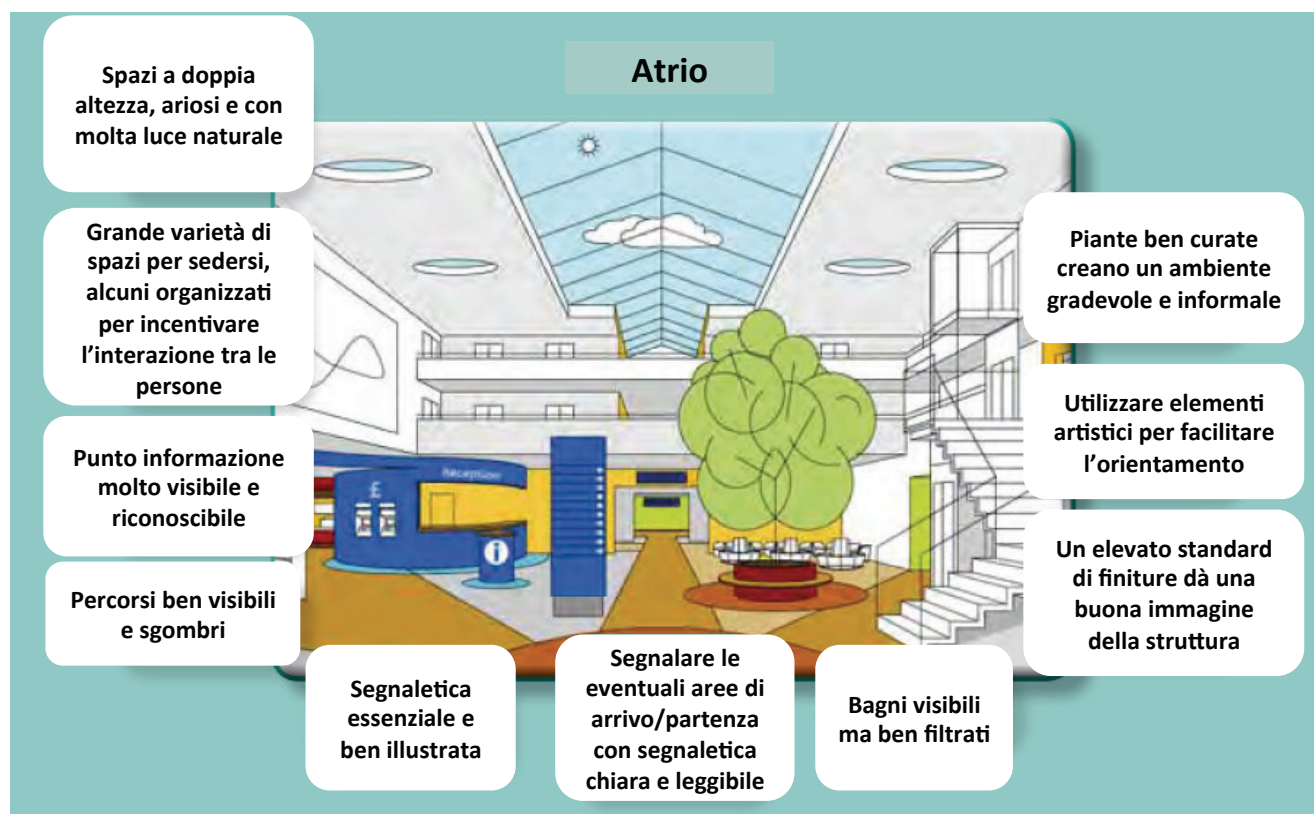 Atrio
Spazi a doppia
altezza, ariosi e con
molta luce naturale
Grande varietà di
spazi per sedersi,
alcuni organizzati
per incentivare
l'interazione tra le
persone
Punto informazione
molto visibile e
riconoscibile
Percorsi ben visibili
e sgombri
Reception
£
i
Segnaletica
essenziale e
ben illustrata
Segnalare le
eventuali aree di
arrivo/partenza
con segnaletica
chiara e leggibile
Bagni visibili
ma ben filtrati
Piante ben curate
creano un ambiente
gradevole e informale
Utilizzare elementi
artistici per facilitare
l'orientamento
Un elevato standard
di finiture dà una
buona immagine
della struttura